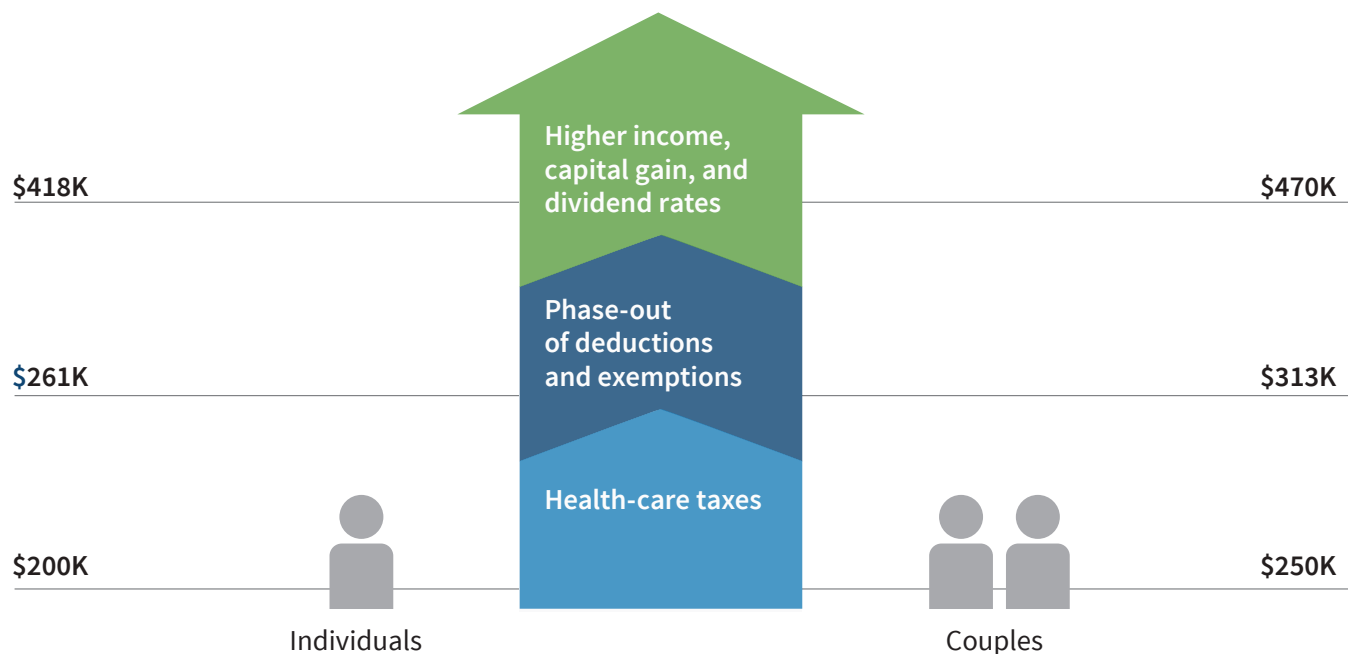 Higher income,
capital gain, and
dividend rates
$418K
$470K
Phase-out
of deductions
and exemptions
$261K
$313K
Health-care taxes
$200K
$250K
Individuals
Couples